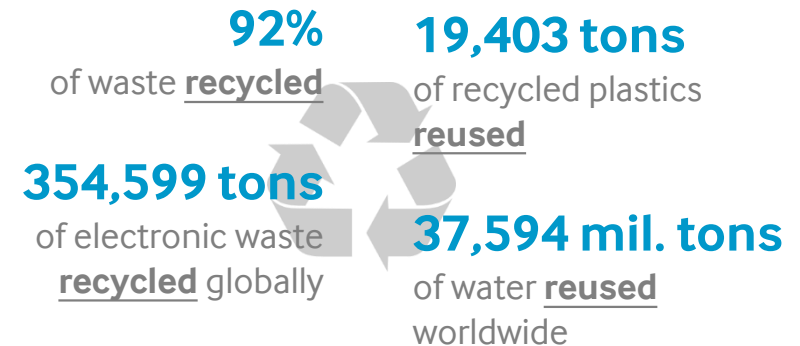 92%
of waste recycled
354,599 tons
of electronic waste
recycled globally
19,403 tons
of recycled plastics
reused
37,594 mil. tons
of water reused
worldwide